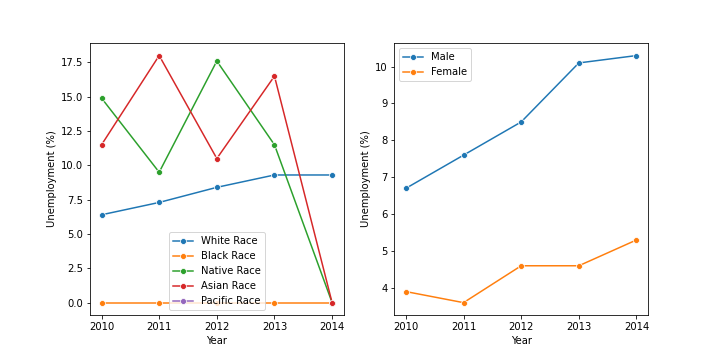 Unemployment (%)
17.5
15.0
12.5
10.0
7.5
5.0
2.5
0.0
White Race
Black Race
Native Race
Asian Race
Pacific Race
2010 2011 2012 2013 2014
Year
Unemployment (%)
10
9
8
7
6
5
4
Male
Female
2010 2011 2012 2013 2014
Year